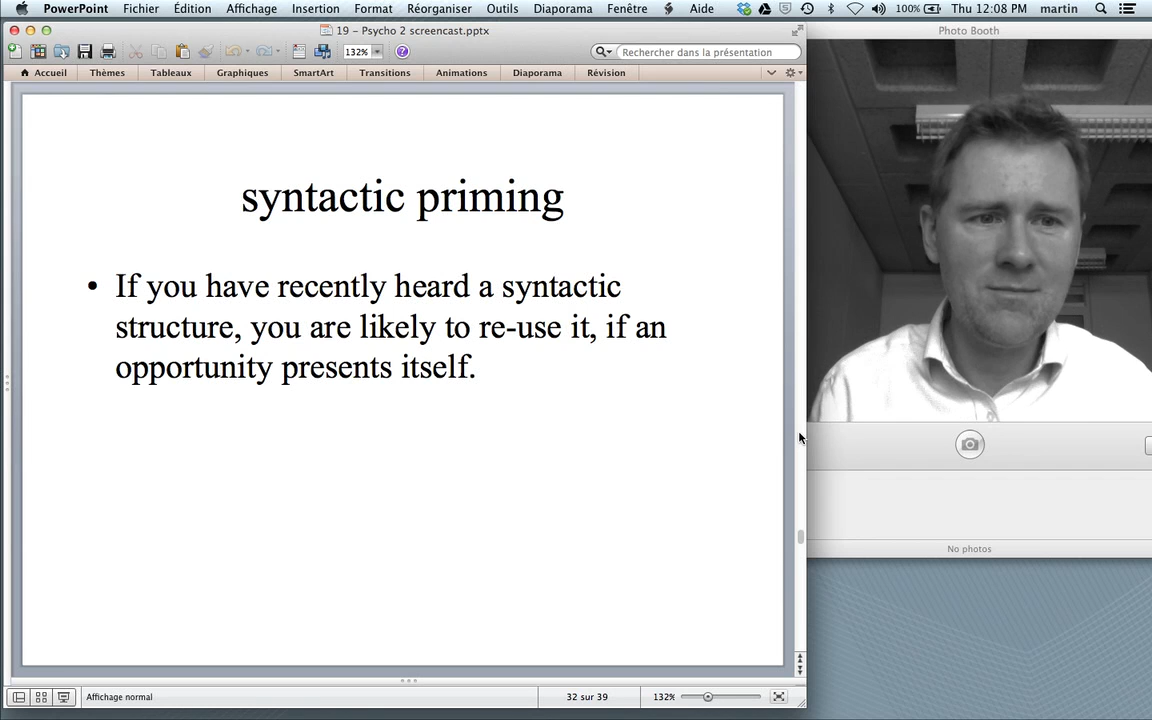 PowerPoint Fichier Édition Affichage Insertion Format Réorganiser Outils Diaporama Fenêtre Aide 100% Thu 12:08 PM martin
19 – Psycho 2 screencast.pptx
Photo Booth
132% Rechercher dans la présentation
Accueil Thèmes Tableaux Graphiques SmartArt Transitions Animations Diaporama Révision
syntactic priming
• If you have recently heard a syntactic
structure, you are likely to re-use it, if an
opportunity presents itself.
No photos
Affichage normal 32 sur 39 132%